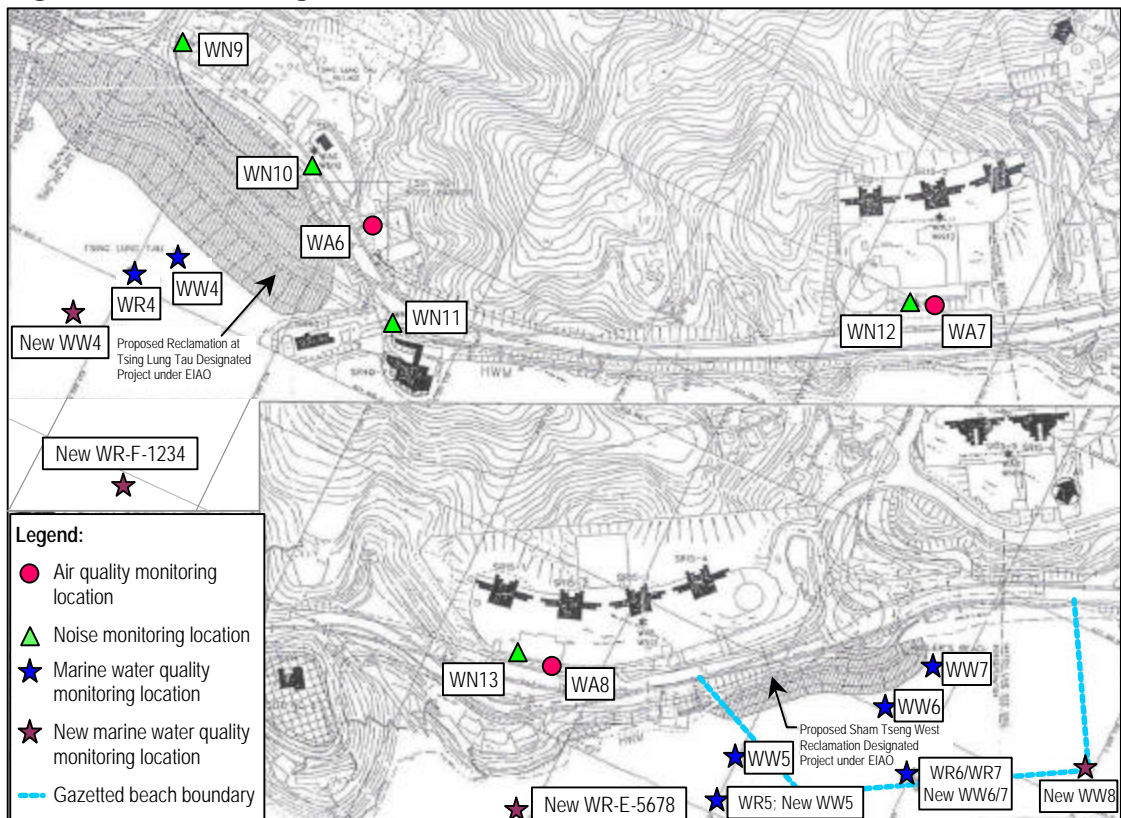 WN9
WN10
WA6
WW4
WR4
New WW4
Proposed Reclamation at
Tsing Lung Tau Designated
Project under EIAO
WN11
WN12
WA7
HWM
New WR-F-1234
Legend:
Air quality monitoring
location
Noise monitoring location
Marine water quality
monitoring location
New marine water quality
monitoring location
Gazetted beach boundary
WN13
WA8
WW7
WW6
Proposed Sham Tseng West
Reclamation Designated
Project under EIAO
WW5
WR6/WR7
New WW6/7
New WW8
WR5; New WW5
New WR-E-5678